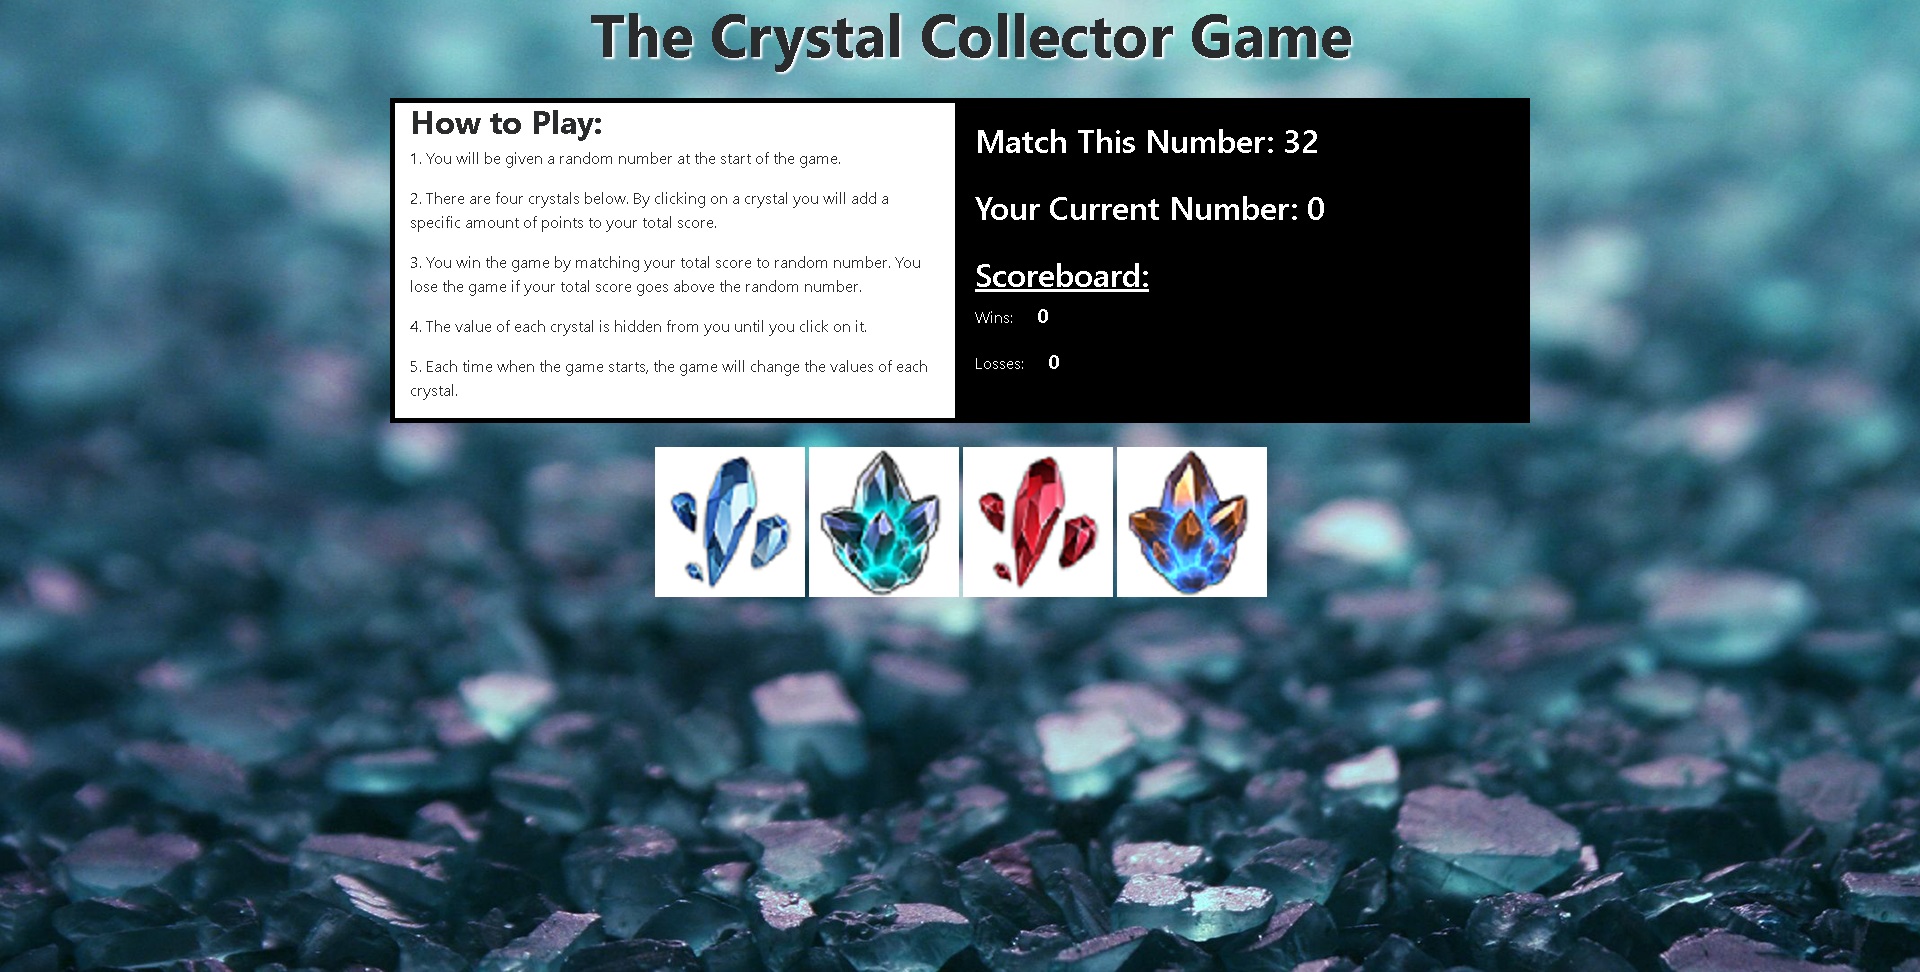 The Crystal Collector Game
How to Play:
1. You will be given a random number at the start of the game.
2. There are four crystals below. By clicking on a crystal you will add a
specific amount of points to your total score.
3. You win the game by matching your total score to random number. You
lose the game if your total score goes above the random number.
4. The value of each crystal is hidden from you until you click on it.
5. Each time when the game starts, the game will change the values of each
crystal.
Match This Number: 32
Your Current Number: 0
Scoreboard:
Wins: 0
Losses: 0